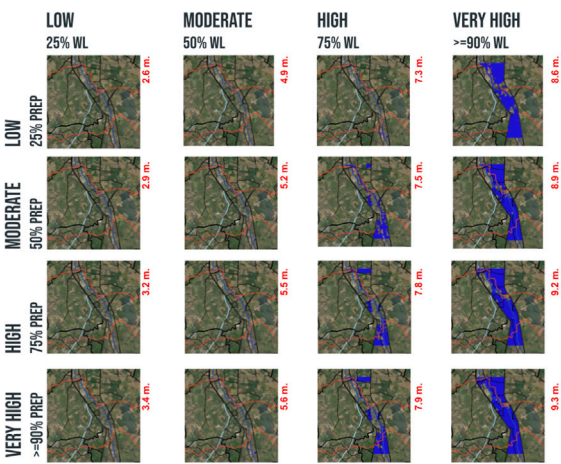 LOW MODERATE HIGH VERY HIGH
25% WL 50% WL 75% WL >=90% WL
LOW
25% PREP
2.6 m. 4.9 m. 7.3 m. 8.6 m.
MODERATE
50% PREP
2.9 m. 5.2 m. 7.5 m. 8.9 m.
HIGH
75% PREP
3.2 m. 5.5 m. 7.8 m. 9.2 m.
VERY HIGH
>=90% PREP
3.4 m. 5.6 m. 7.9 m. 9.3 m.